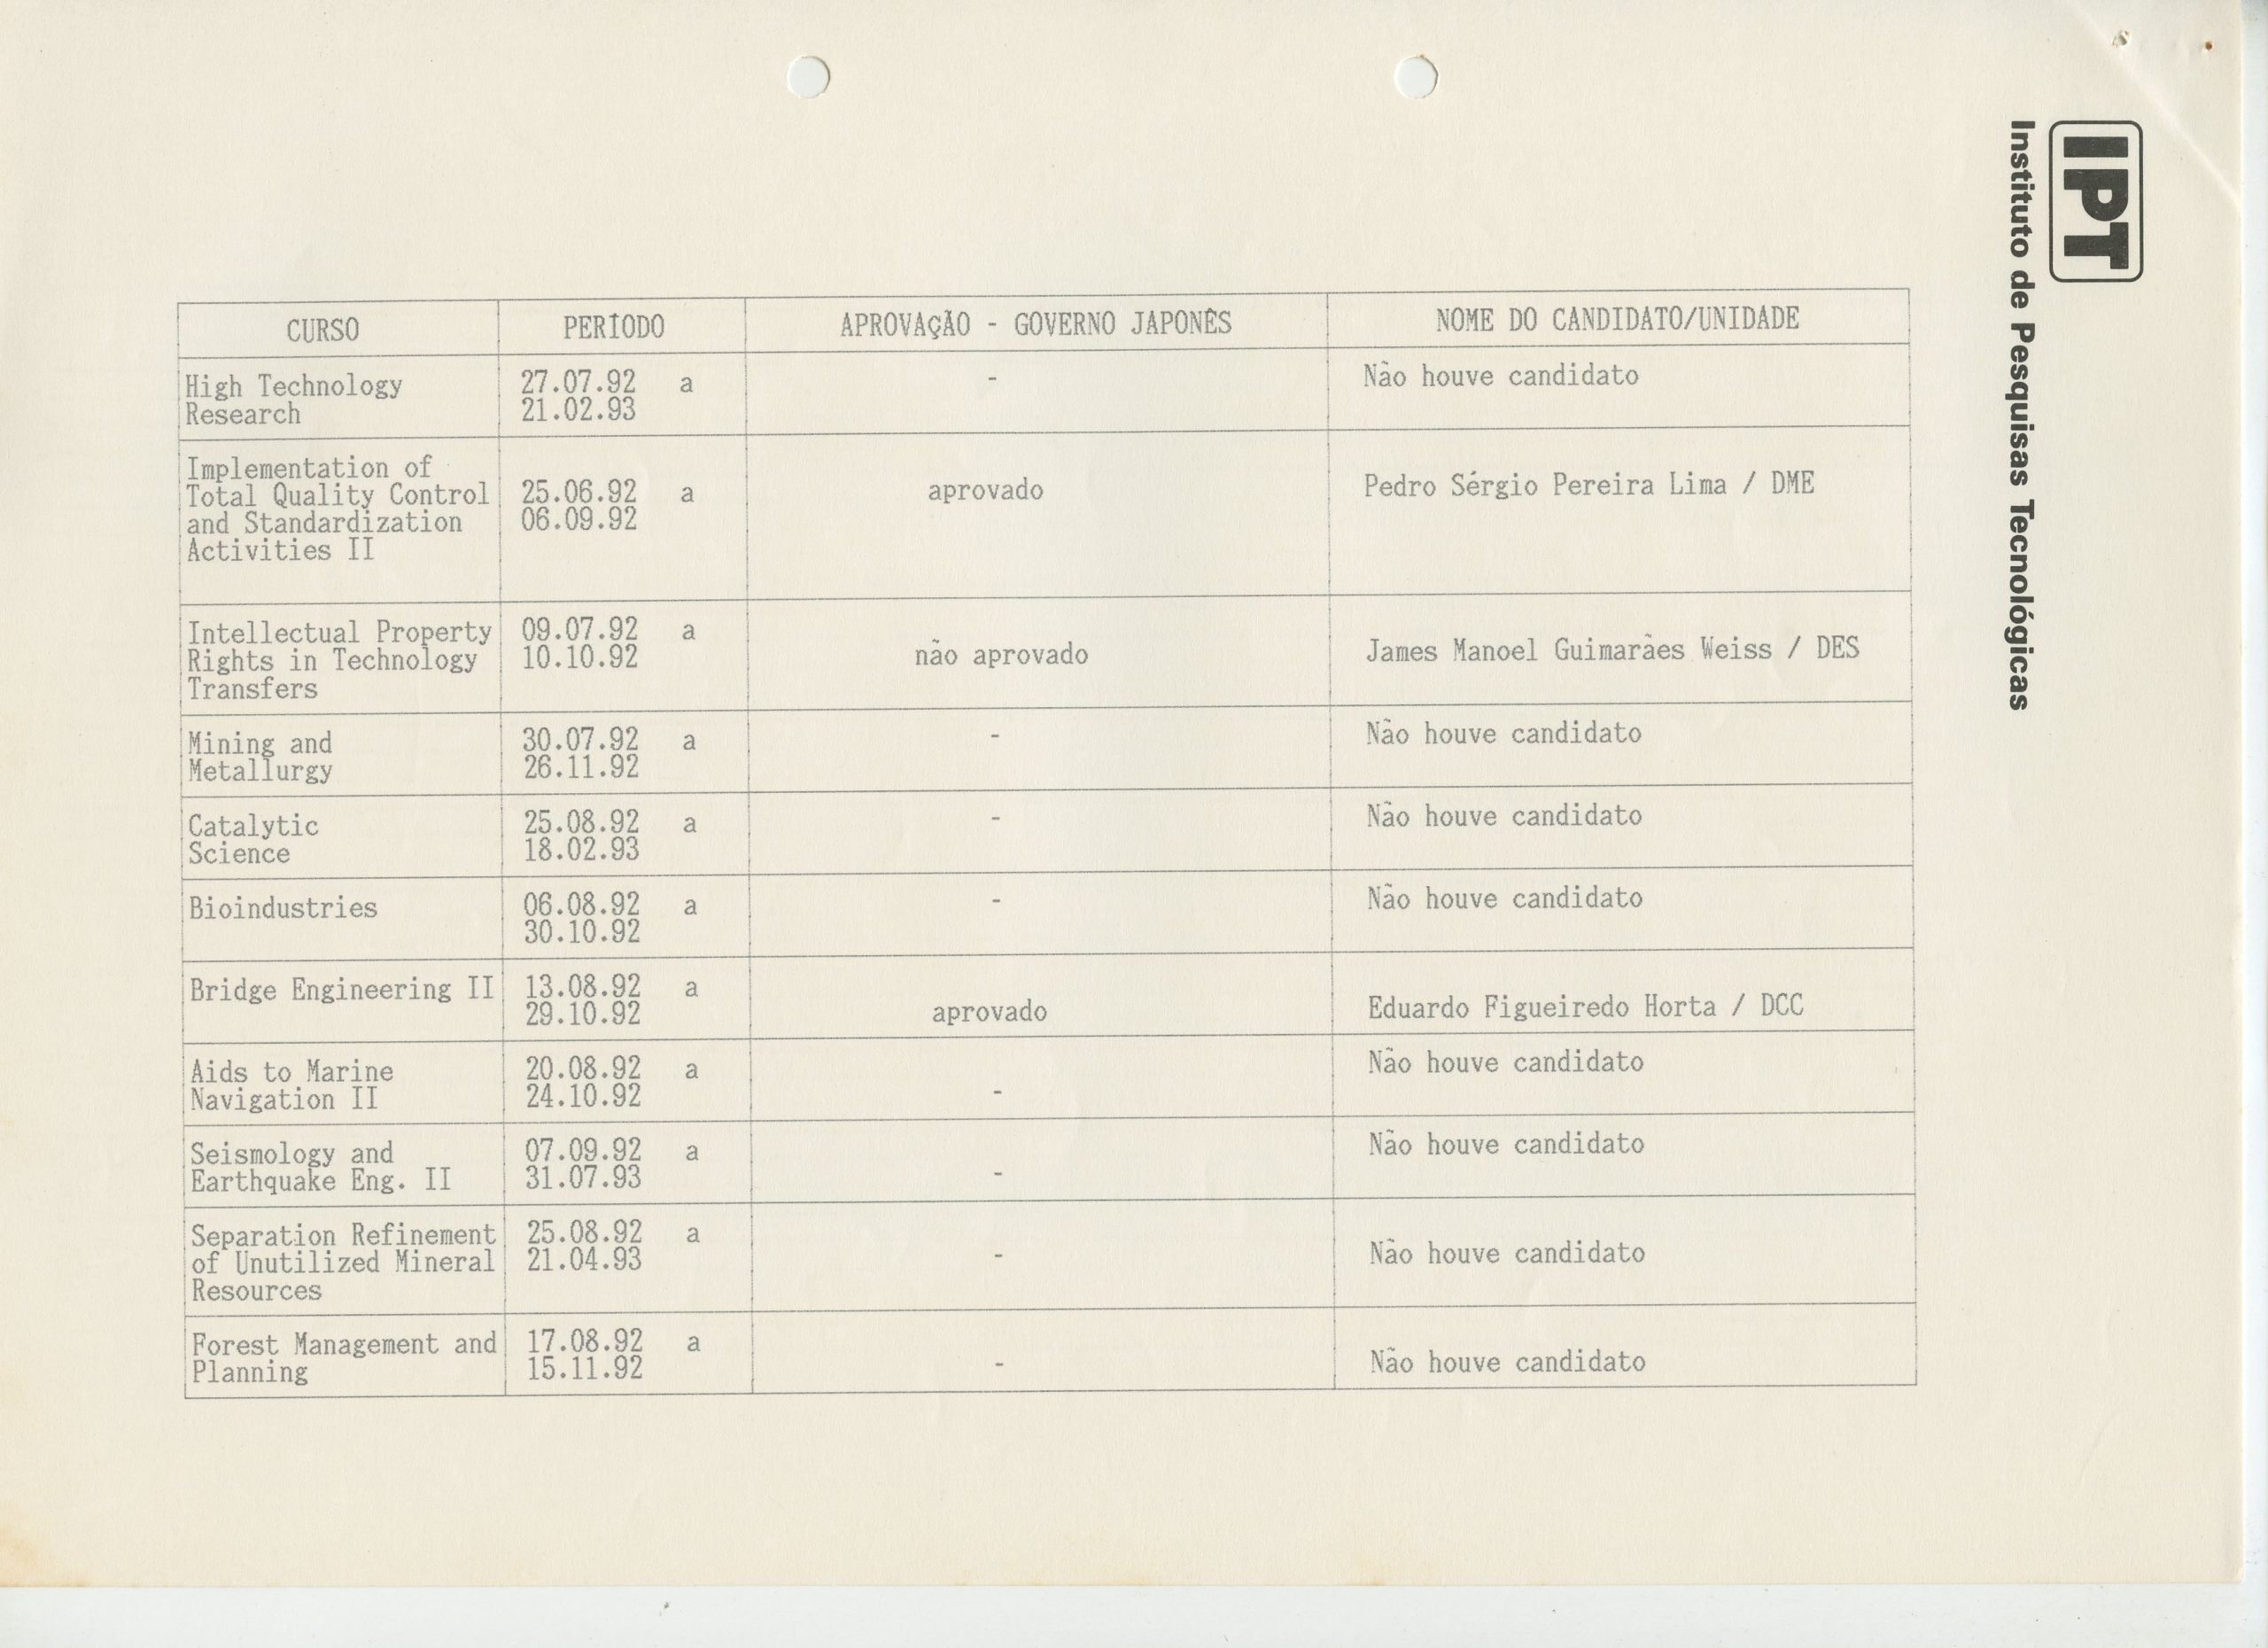 IPT
Instituto de Pesquisas Tecnológicas
CURSO PERÍODO APROVAÇÃO - GOVERNO JAPONÊS NOME DO CANDIDATO/UNIDADE
High Technology 27.07.92 a - Não houve candidato
Research 21.02.93
Implementation of
Total Quality Control 25.06.92 a aprovado Pedro Sérgio Pereira Lima / DME
and Standardization 06.09.92
Activities II
Intellectual Property 09.07.92 a
Rights in Technology 10.10.92 não aprovado James Manoel Guimarães Weiss / DES
Transfers
Mining and 30.07.92 a - Não houve candidato
Metallurgy 26.11.92
Catalytic 25.08.92 a - Não houve candidato
Science 18.02.93
Bioindustries 06.08.92 a - Não houve candidato
30.10.92
Bridge Engineering II 13.08.92 a
29.10.92 aprovado Eduardo Figueiredo Horta / DCC
Aids to Marine 20.08.92 a Não houve candidato
Navigation II 24.10.92 -
Seismology and 07.09.92 a Não houve candidato
Earthquake Eng. II 31.07.93 -
Separation Refinement 25.08.92 a
of Unutilized Mineral 21.04.93 - Não houve candidato
Resources
Forest Management and 17.08.92 a
Planning 15.11.92 - Não houve candidato